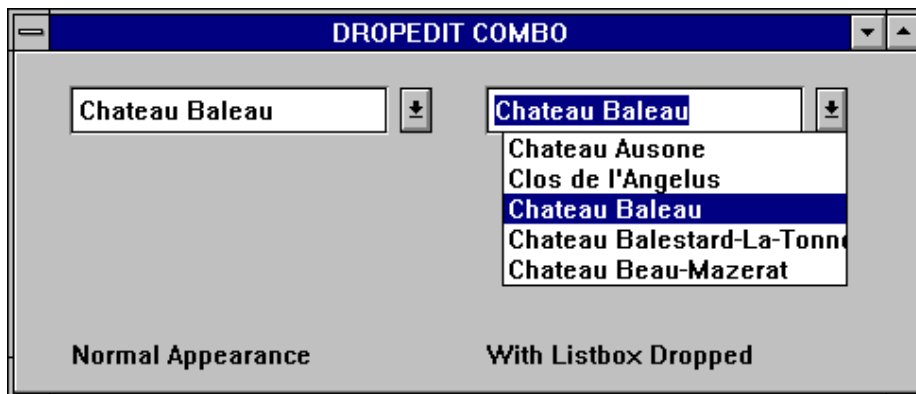 DROPEDIT COMBO
Chateau Baleau
Chateau Baleau
Chateau Ausone
Clos de l'Angelus
Chateau Baleau
Chateau Balestard-La-Tonne
Chateau Beau-Mazerat
Normal Appearance
With Listbox Dropped